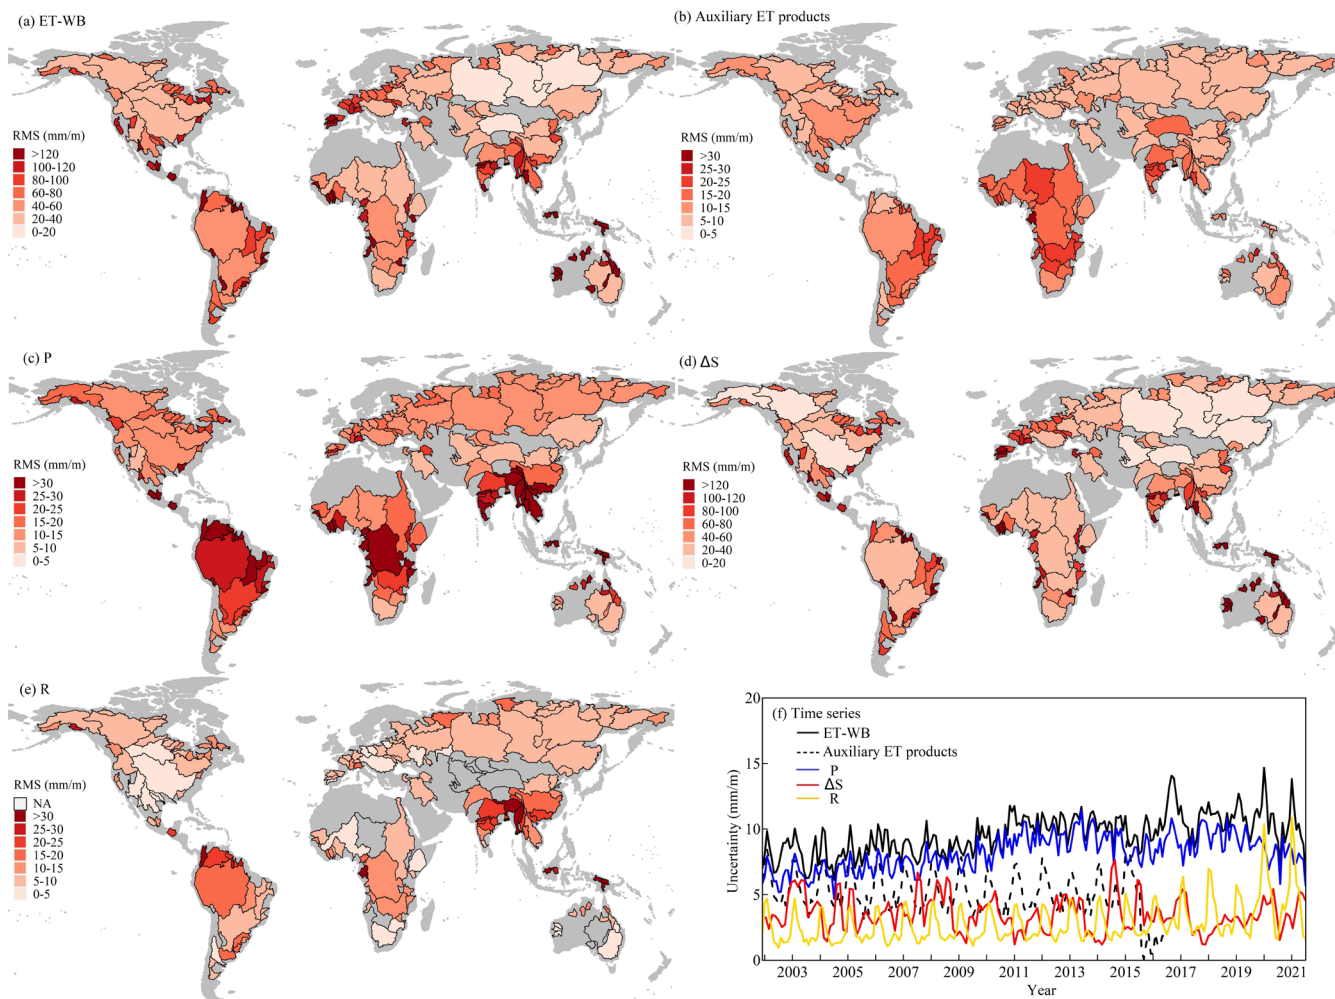 (a) ET-WB
RMS (mm/m)
>120
100-120
80-100
60-80
40-60
20-40
0-20
(b) Auxiliary ET products
RMS (mm/m)
>30
25-30
20-25
15-20
10-15
5-10
0-5
(c) P
RMS (mm/m)
>30
25-30
20-25
15-20
10-15
5-10
0-5
(d) ΔS
RMS (mm/m)
>120
100-120
80-100
60-80
40-60
20-40
0-20
(e) R
RMS (mm/m)
NA
>30
25-30
20-25
15-20
10-15
5-10
0-5
(f) Time series
ET-WB
Auxiliary ET products
P
ΔS
R
Uncertainty (mm/m)
20
15
10
5
0
2003 2005 2007 2009 2011 2013 2015 2017 2019 2021
Year